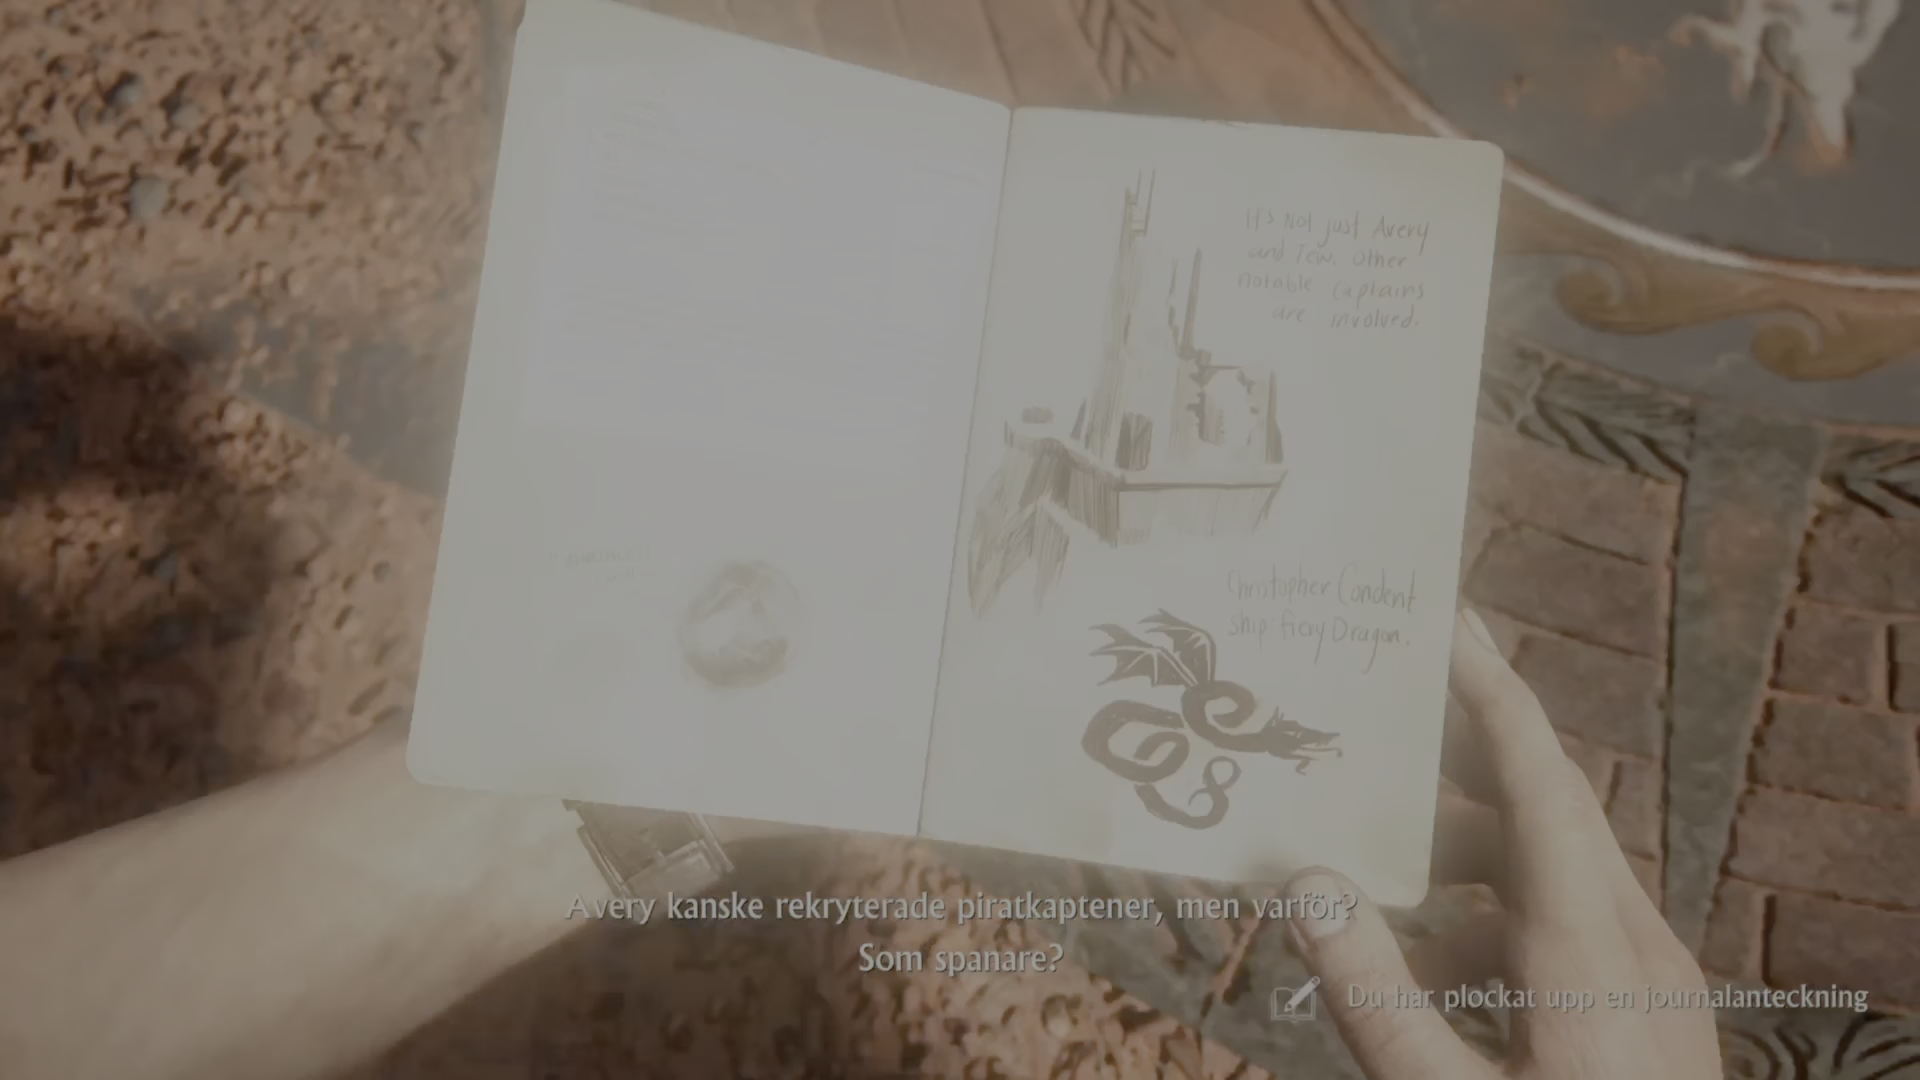 It's Not just Avery
and Tew. Other
notable captains
are involved.
Christopher Condent
ship fiery Dragon.
Avery kanske rekryterade piratkaptener, men varför?
Som spanare?
Du har plockat upp en journalanteckning